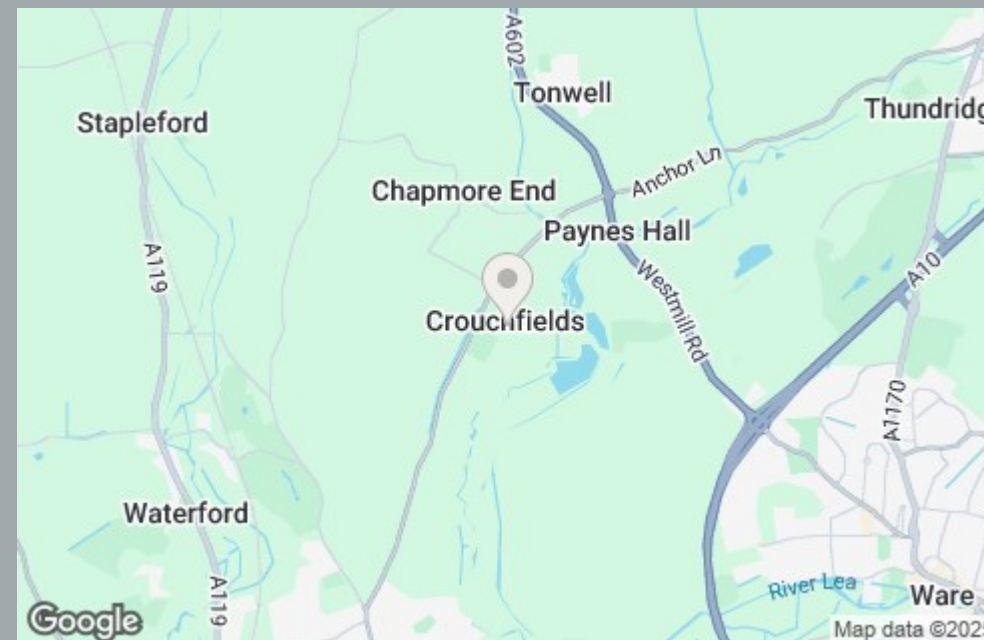 A602
Tonwell
Stapleford
Thundridg
Anchor Ln
Chapmore End
Paynes Hall
A119
A10
Westmill Rd
Crouchfields
A1170
Waterford
A119
River Lea
Ware
Google
Map data ©2025